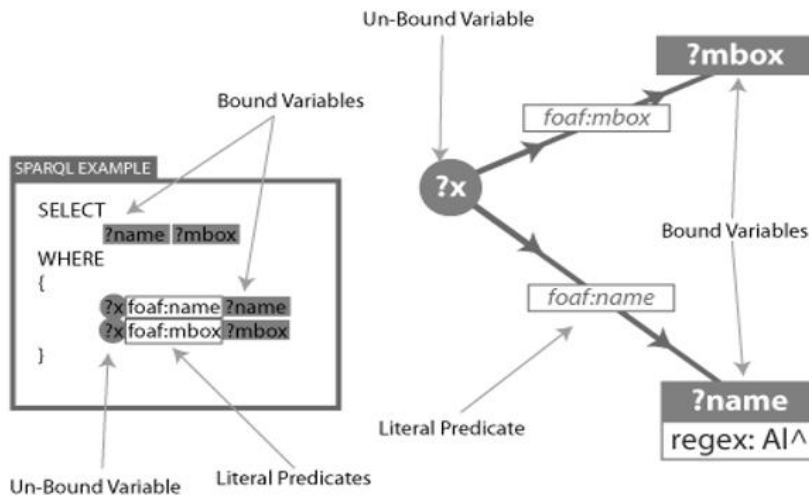 Un-Bound Variable
?mbox
Bound Variables
foaf:mbox
SPARQL EXAMPLE
?x
SELECT
?name ?mbox
Bound Variables
WHERE
{
?x foaf:name ?name
foaf:name
?x foaf:mbox ?mbox
}
?name
Literal Predicate
regex: Al^
Un-Bound Variable
Literal Predicates